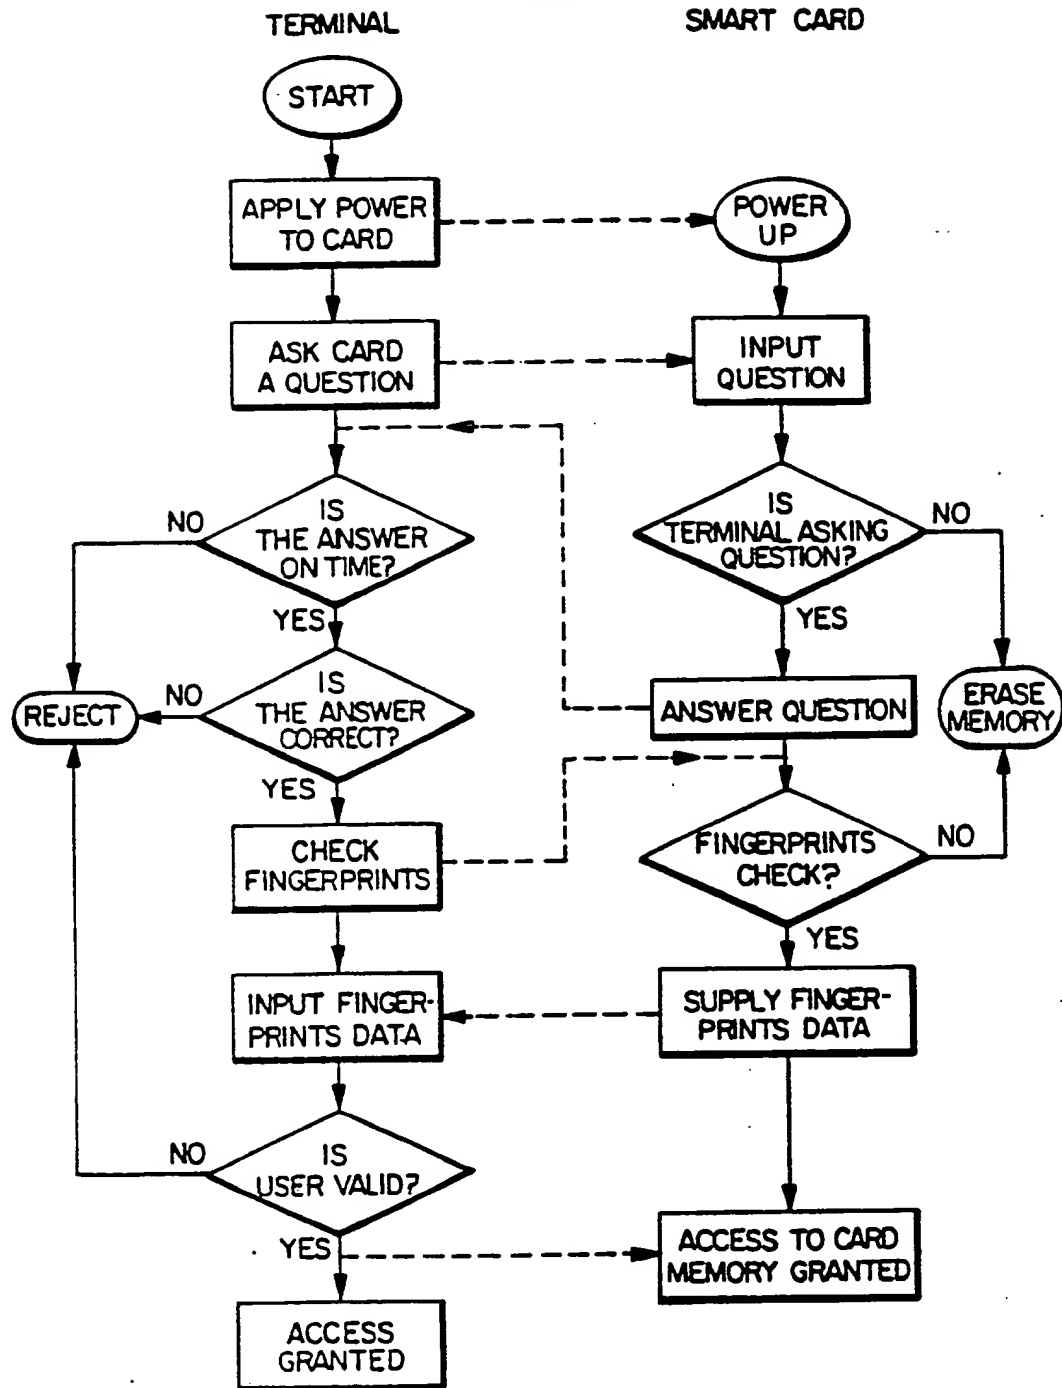 TERMINAL
SMART CARD
START
APPLY POWER
TO CARD
POWER
UP
ASK CARD
A QUESTION
INPUT
QUESTION
IS
THE ANSWER
ON TIME?
NO
YES
IS
TERMINAL ASKING
QUESTION?
NO
YES
REJECT
NO
IS
THE ANSWER
CORRECT?
YES
ANSWER QUESTION
ERASE
MEMORY
CHECK
FINGERPRINTS
FINGERPRINTS
CHECK?
NO
YES
INPUT FINGER-
PRINTS DATA
SUPPLY FINGER-
PRINTS DATA
NO
IS
USER VALID?
YES
ACCESS TO CARD
MEMORY GRANTED
ACCESS
GRANTED